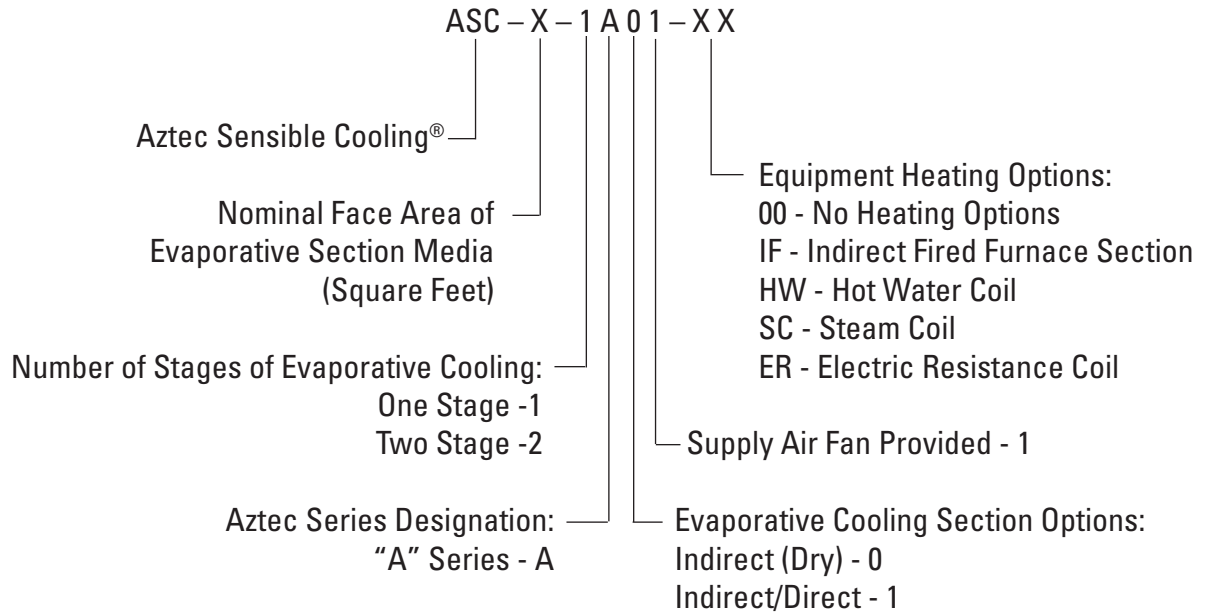 ASC – X – 1 A 0 1 – X X
Aztec Sensible Cooling®
Nominal Face Area of
Evaporative Section Media
(Square Feet)
Number of Stages of Evaporative Cooling:
One Stage -1
Two Stage -2
Aztec Series Designation:
“A” Series - A
Equipment Heating Options:
00 - No Heating Options
IF - Indirect Fired Furnace Section
HW - Hot Water Coil
SC - Steam Coil
ER - Electric Resistance Coil
Supply Air Fan Provided - 1
Evaporative Cooling Section Options:
Indirect (Dry) - 0
Indirect/Direct - 1